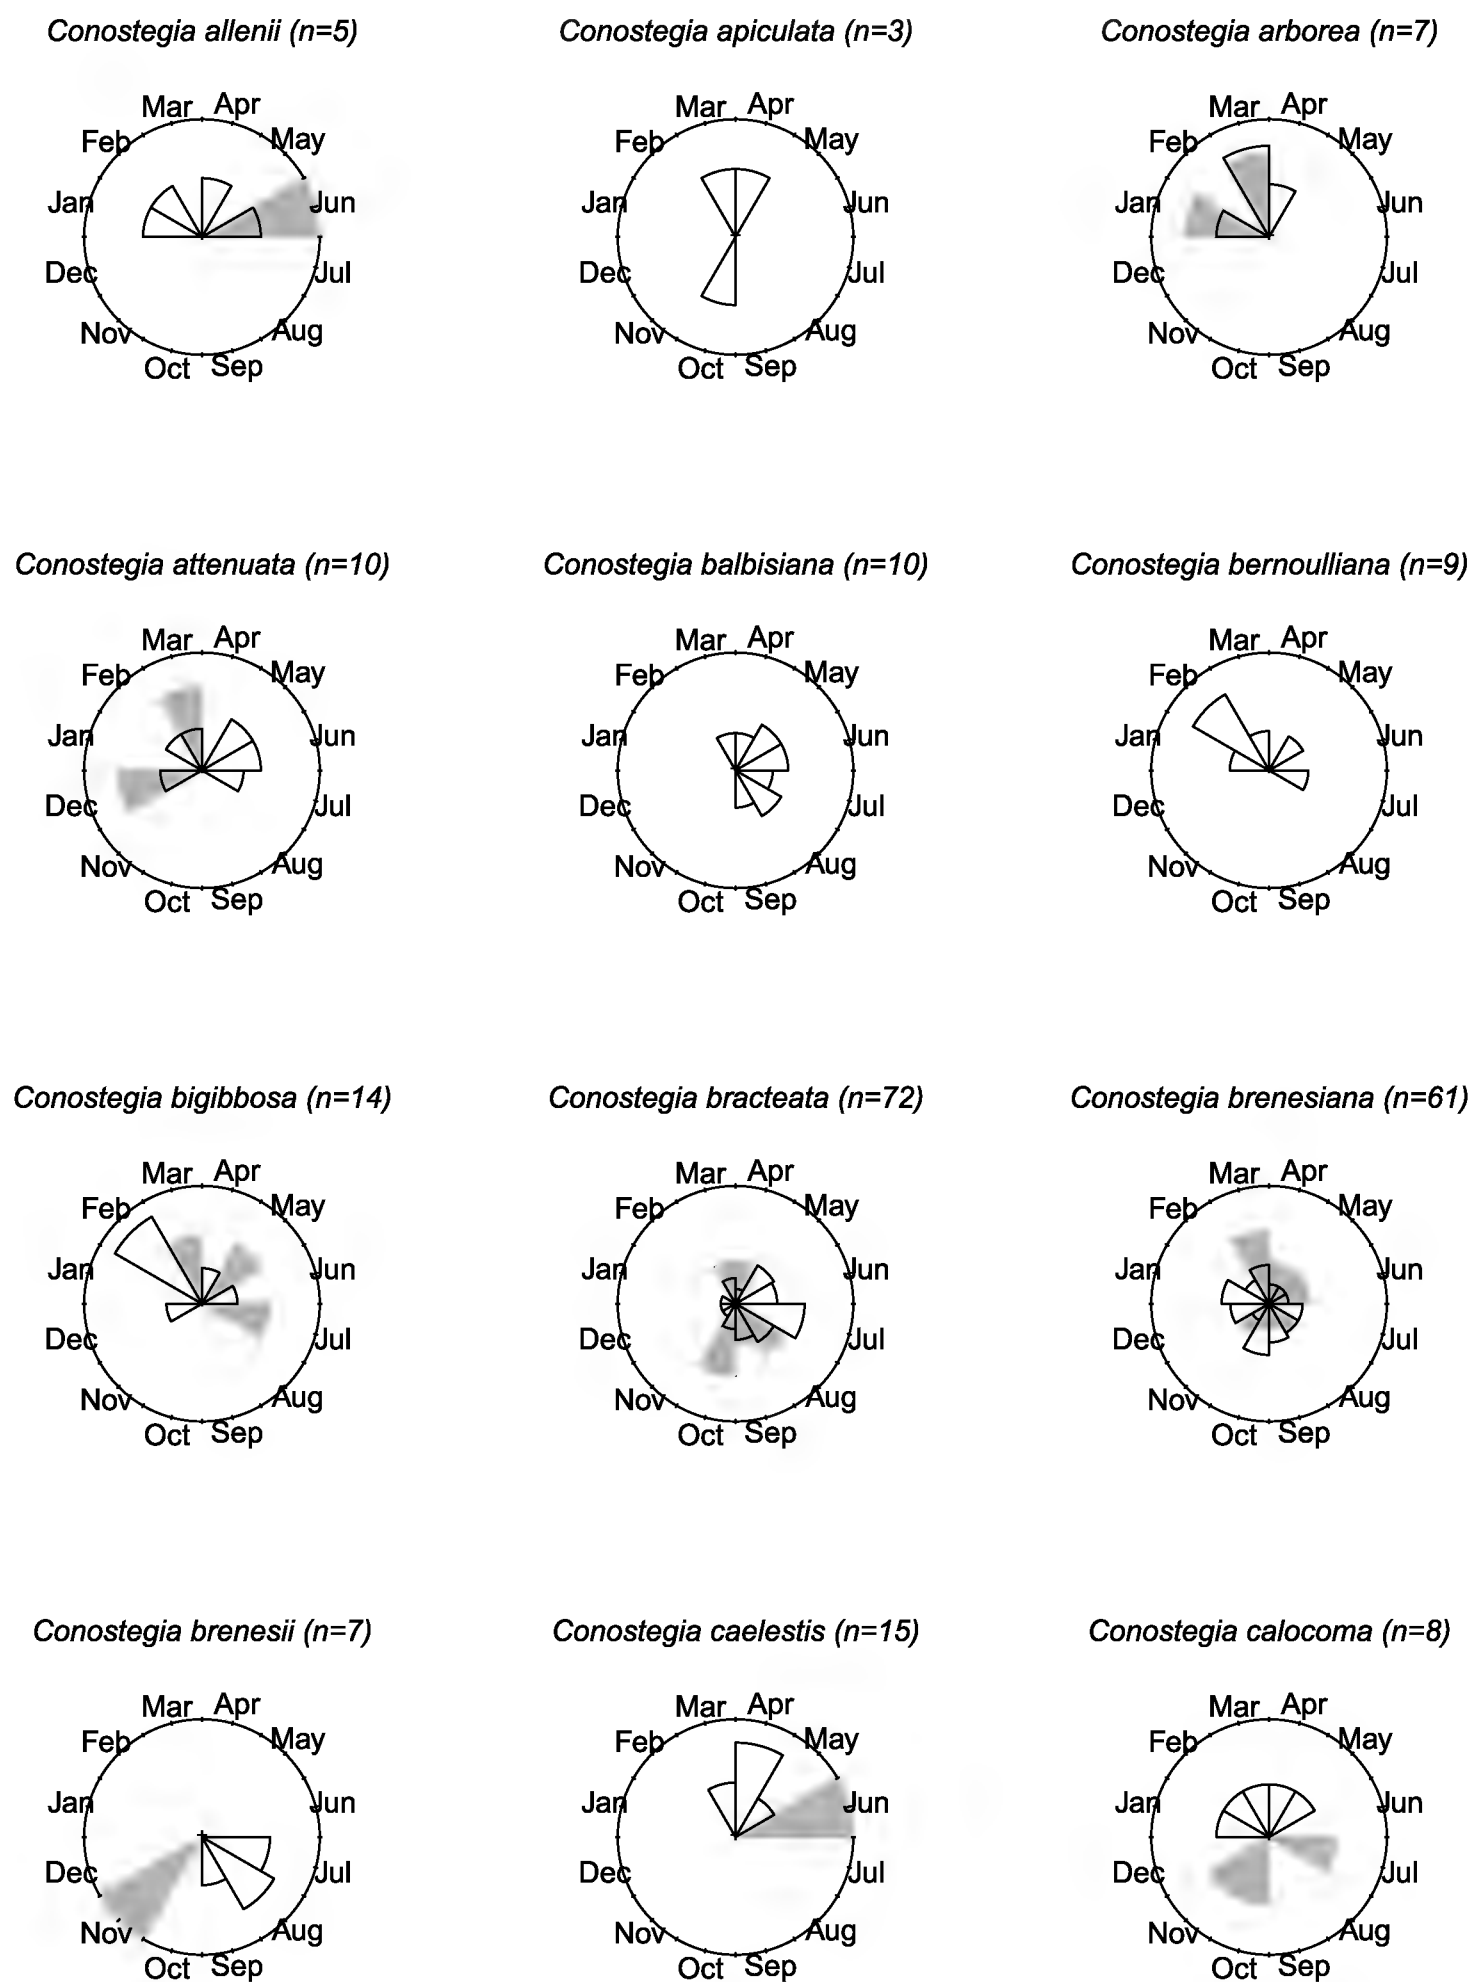 Conostegia allenii (n=5)
Conostegia apiculata (n=3)
Conostegia arborea (n=7)
Mar Apr
Feb May
Jan Jun
Dec Jul
Nov Aug
Oct Sep
Mar Apr
Feb May
Jan Jun
Dec Jul
Nov Aug
Oct Sep
Mar Apr
Feb May
Jan Jun
Dec Jul
Nov Aug
Oct Sep
Conostegia attenuata (n=10)
Conostegia balbisiana (n=10)
Conostegia bernoulliana (n=9)
Mar Apr
Feb May
Jan Jun
Dec Jul
Nov Aug
Oct Sep
Mar Apr
Feb May
Jan Jun
Dec Jul
Nov Aug
Oct Sep
Mar Apr
Feb May
Jan Jun
Dec Jul
Nov Aug
Oct Sep
Conostegia bigibbosa (n=14)
Conostegia bracteata (n=72)
Conostegia brenesiana (n=61)
Mar Apr
Feb May
Jan Jun
Dec Jul
Nov Aug
Oct Sep
Mar Apr
Feb May
Jan Jun
Dec Jul
Nov Aug
Oct Sep
Mar Apr
Feb May
Jan Jun
Dec Jul
Nov Aug
Oct Sep
Conostegia brenesii (n=7)
Conostegia caelestis (n=15)
Conostegia calocoma (n=8)
Mar Apr
Feb May
Jan Jun
Dec Jul
Nov Aug
Oct Sep
Mar Apr
Feb May
Jan Jun
Dec Jul
Nov Aug
Oct Sep
Mar Apr
Feb May
Jan Jun
Dec Jul
Nov Aug
Oct Sep